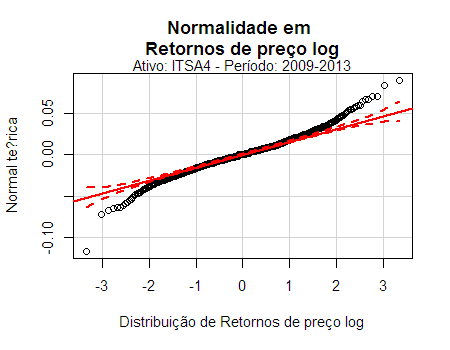 Normalidade em
Retornos de preço log
Ativo: ITSA4 - Período: 2009-2013
Normal te?rica
0.05
0.00
-0.10
-3 -2 -1 0 1 2 3
Distribuição de Retornos de preço log